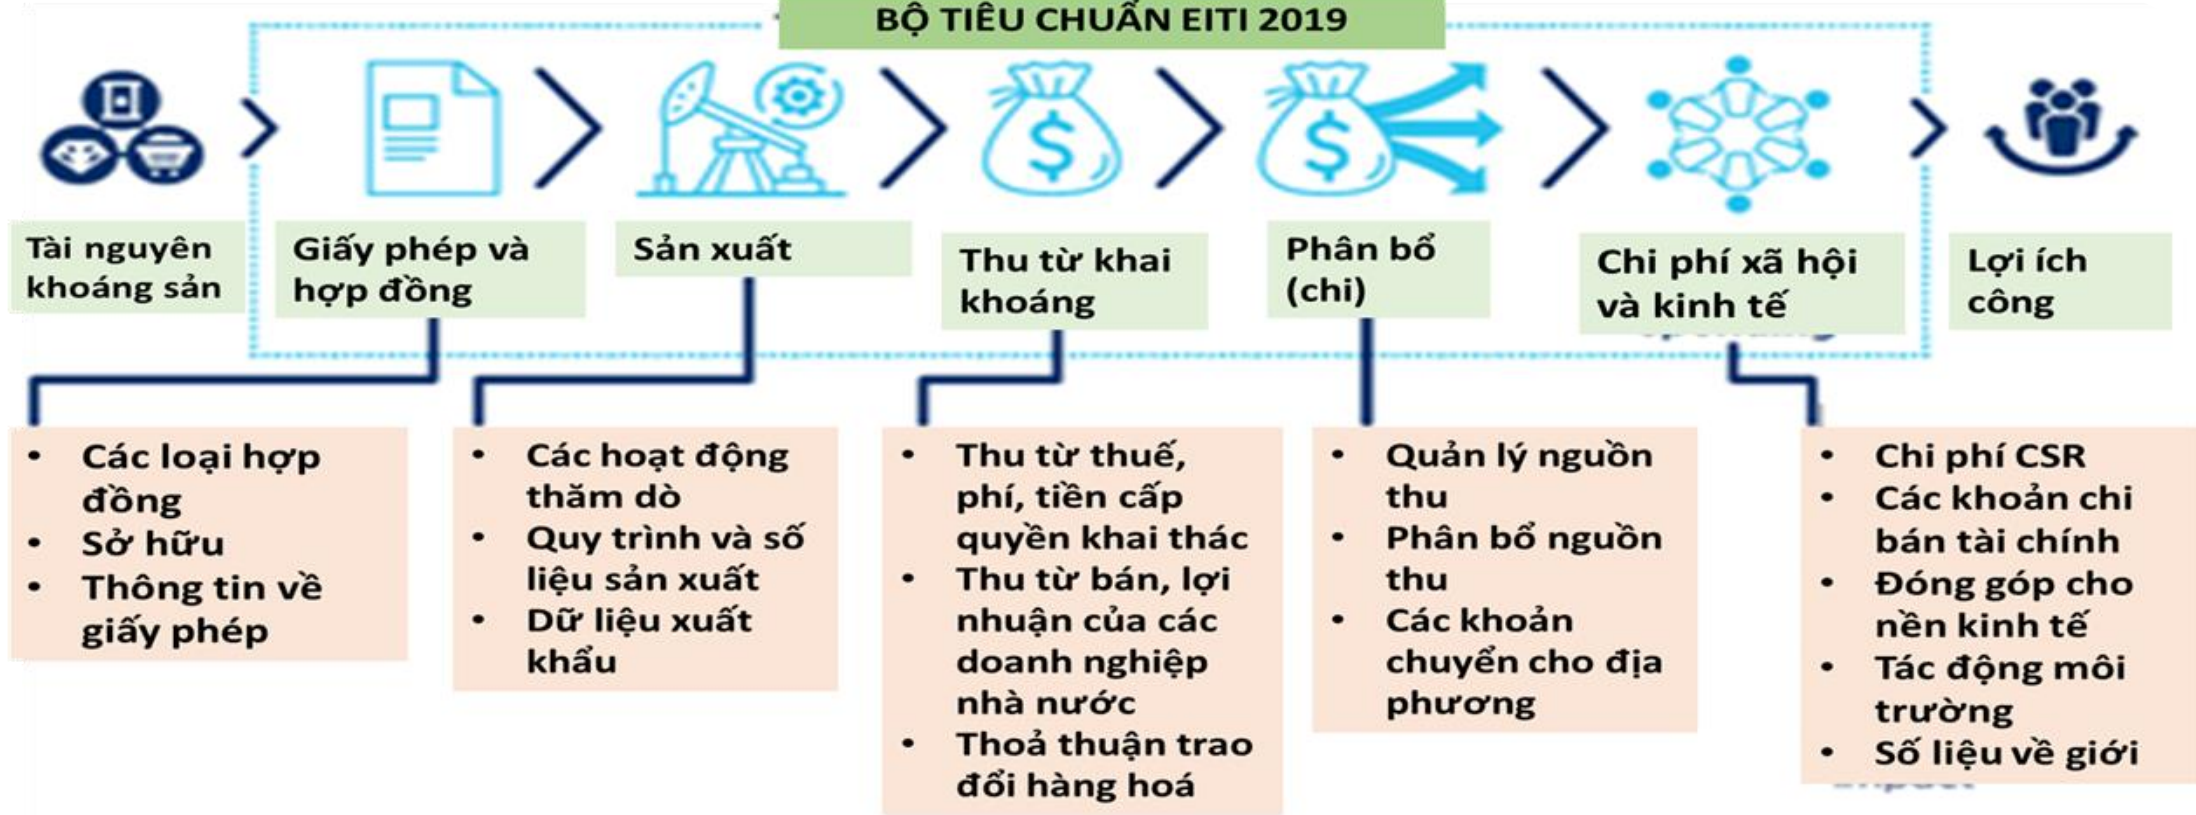 BỘ TIÊU CHUẨN EITI 2019
Tài nguyên
khoáng sản
Giấy phép và
hợp đồng
Sản xuất
Thu từ khai
khoáng
Phân bổ
(chi)
Chi phí xã hội
và kinh tế
Lợi ích
công
• Các loại hợp
đồng
• Sở hữu
• Thông tin về
giấy phép
• Các hoạt động
thăm dò
• Quy trình và số
liệu sản xuất
• Dữ liệu xuất
khẩu
• Thu từ thuế,
phí, tiền cấp
quyền khai thác
• Thu từ bán, lợi
nhuận của các
doanh nghiệp
nhà nước
• Thoả thuận trao
đổi hàng hoá
• Quản lý nguồn
thu
• Phân bổ nguồn
thu
• Các khoản
chuyển cho địa
phương
• Chi phí CSR
• Các khoản chi
bán tài chính
• Đóng góp cho
nền kinh tế
• Tác động môi
trường
• Số liệu về giới